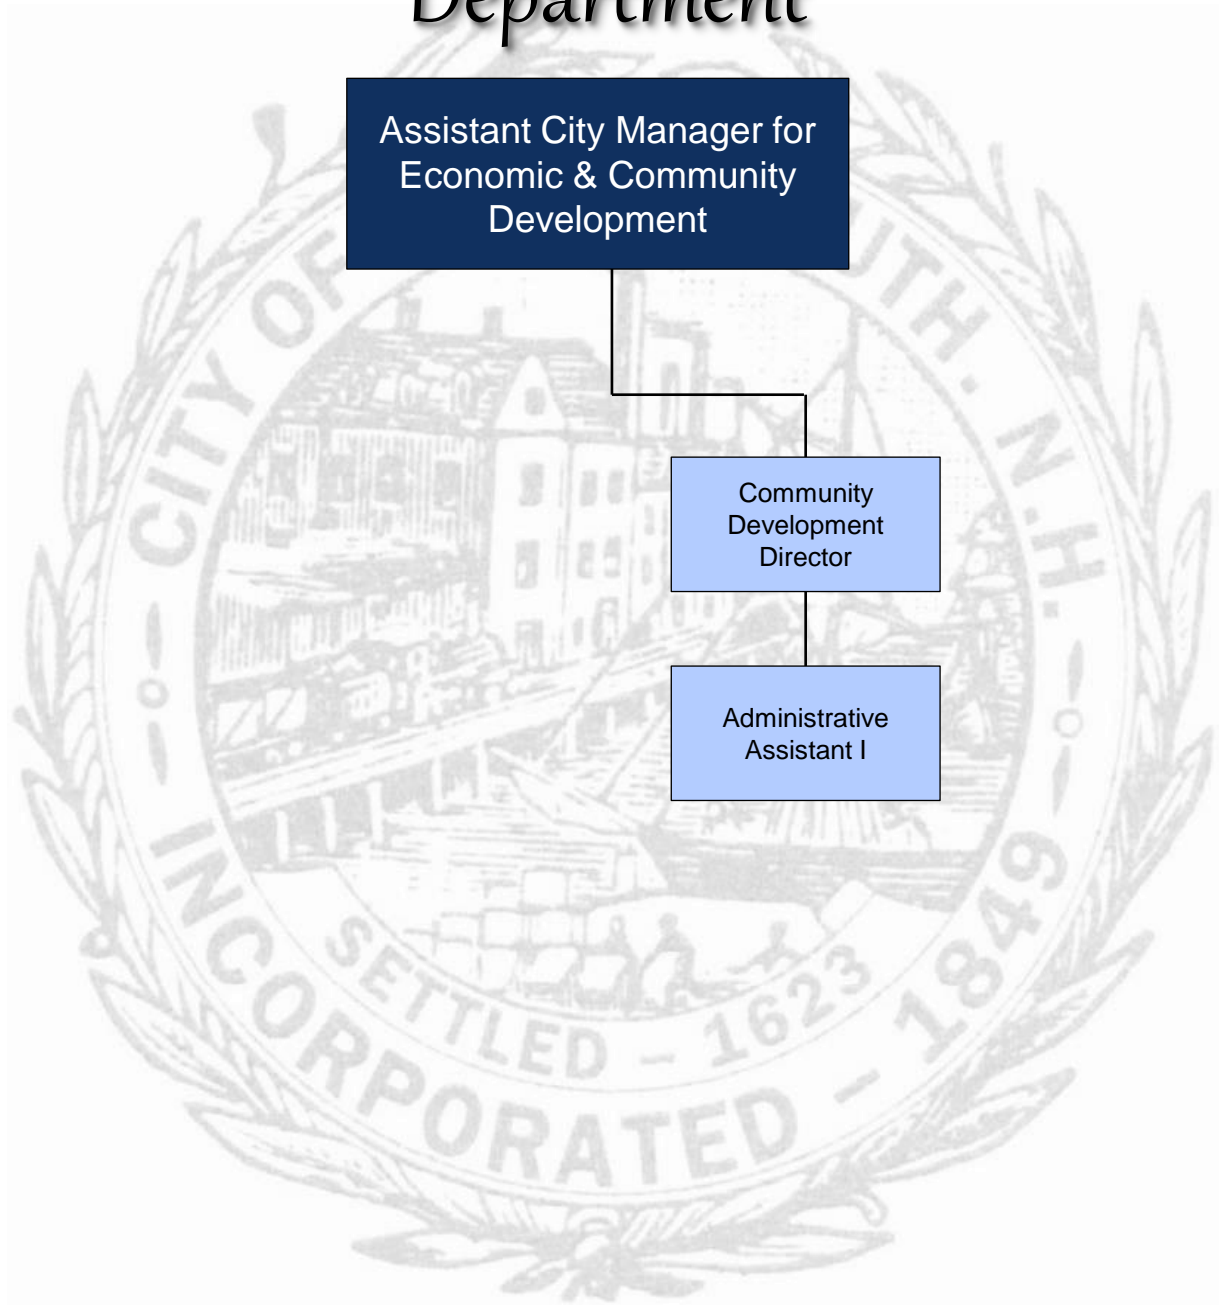 Department
Assistant City Manager for
Economic & Community
Development
Community
Development
Director
Administrative
Assistant I
CITY OF UTH. N.H.
SETTLED – 1623
INCORPORATED – 1849